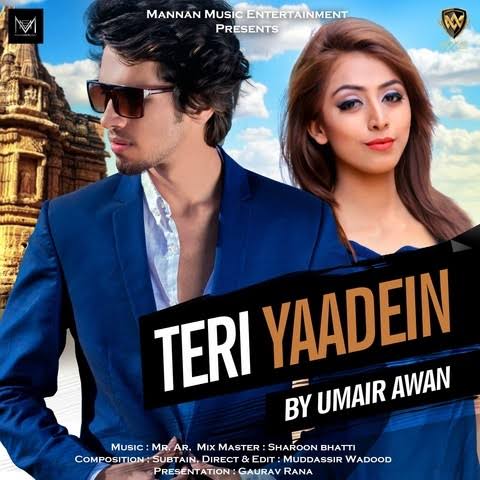 Mannan Music Entertainment
Presents
TERI YAADEIN
BY UMAIR AWAN
Music : Mr. Ar. Mix Master : Sharoon bhatti
Composition : Subtain. Direct & Edit : Muddassir Wadood
Presentation : Gaurav Rana